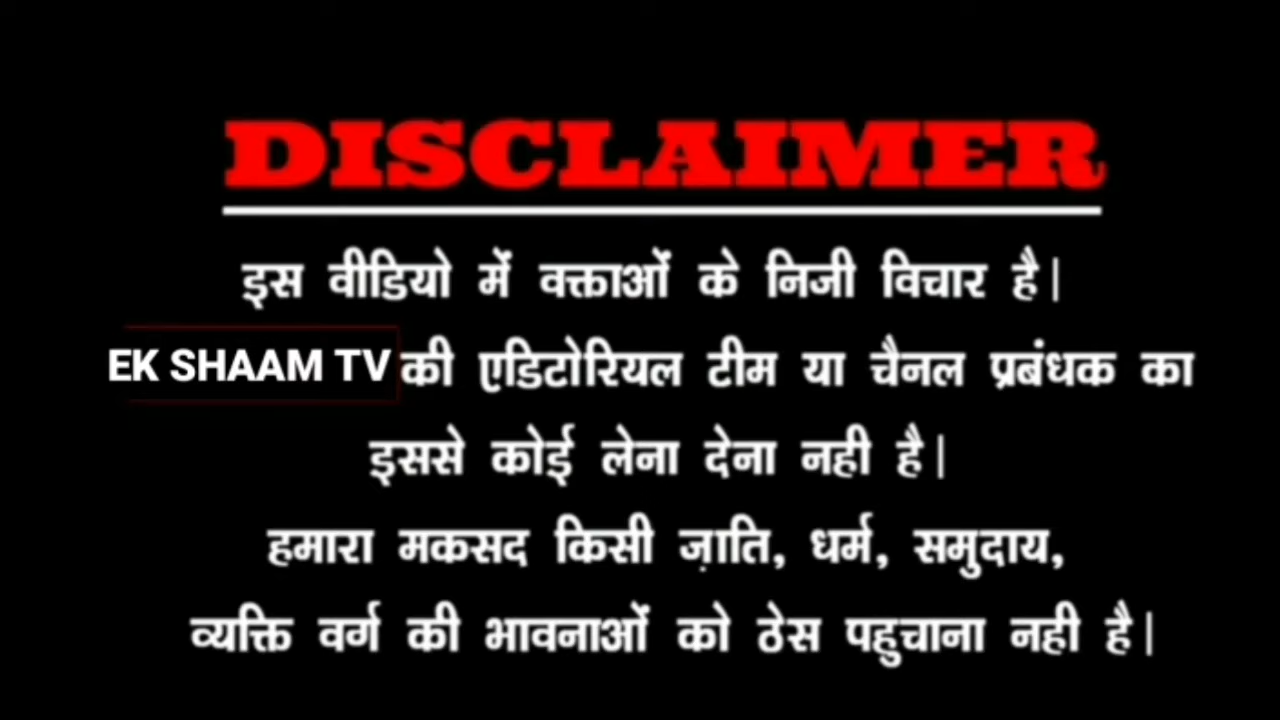 DISCLAIMER
इस वीडियो में वक्ताओं के निजी विचार है|
EK SHAAM TV की एडिटोरियल टीम या चैनल प्रबंधक का
इससे कोई लेना देना नही है|
हमारा मकसद किसी ज़ाति, धर्म, समुदाय,
व्यक्ति वर्ग की भावनाओं को ठेस पहुचाना नही है|